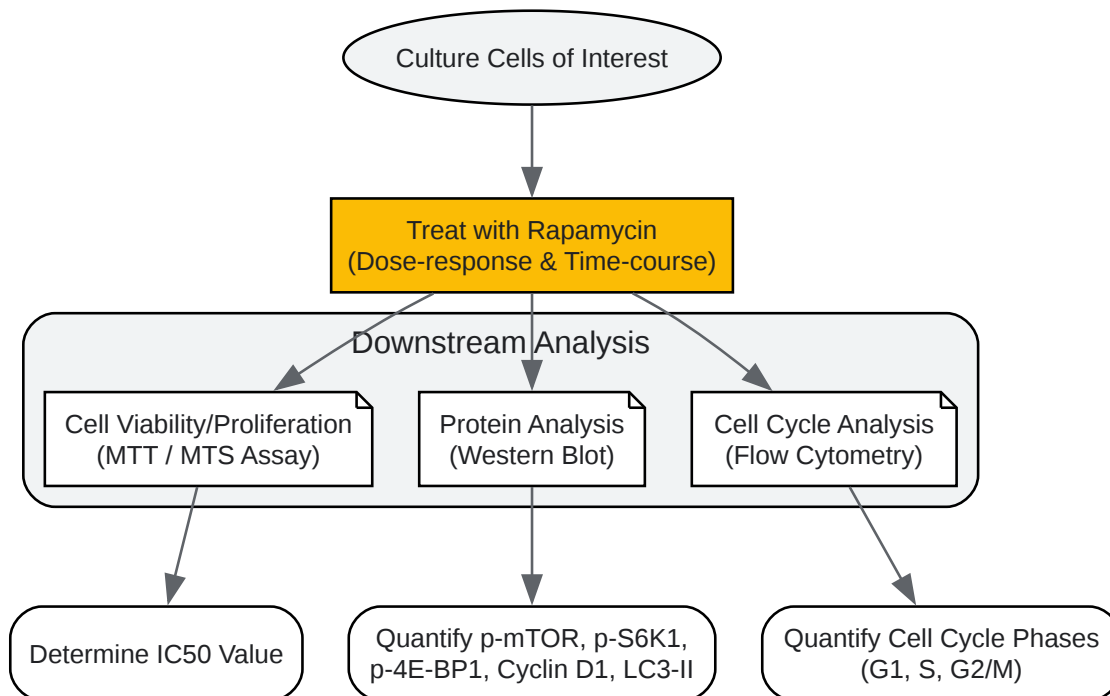 Culture Cells of Interest
Treat with Rapamycin
(Dose-response & Time-course)
Downstream Analysis
Cell Viability/Proliferation
(MTT / MTS Assay)
Protein Analysis
(Western Blot)
Cell Cycle Analysis
(Flow Cytometry)
Determine IC50 Value
Quantify p-mTOR, p-S6K1,
p-4E-BP1, Cyclin D1, LC3-II
Quantify Cell Cycle Phases
(G1, S, G2/M)